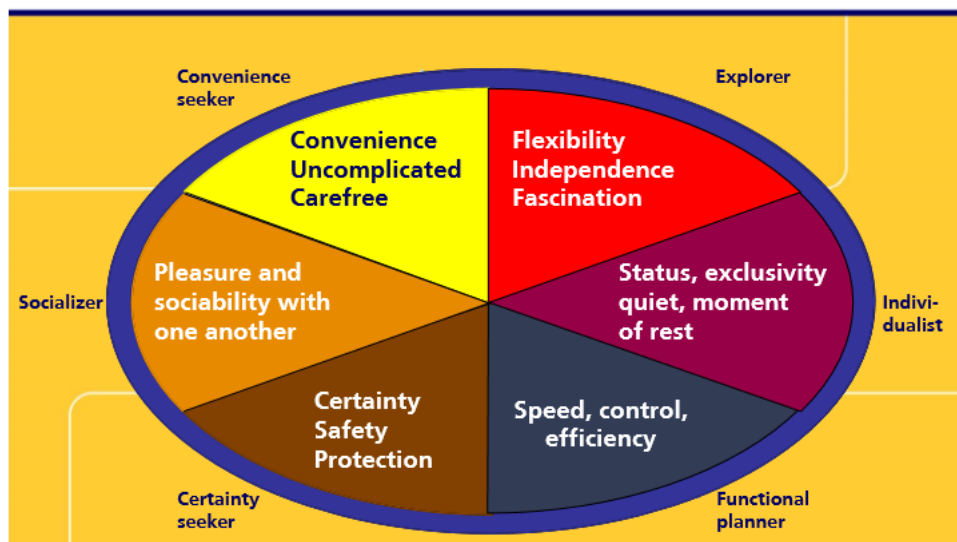 Convenience
seeker
Explorer
Convenience
Uncomplicated
Carefree
Flexibility
Independence
Fascination
Socializer
Pleasure and
sociability with
one another
Status, exclusivity
quiet, moment
of rest
Indivi-
dualist
Certainty
Safety
Protection
Speed, control,
efficiency
Certainty
seeker
Functional
planner